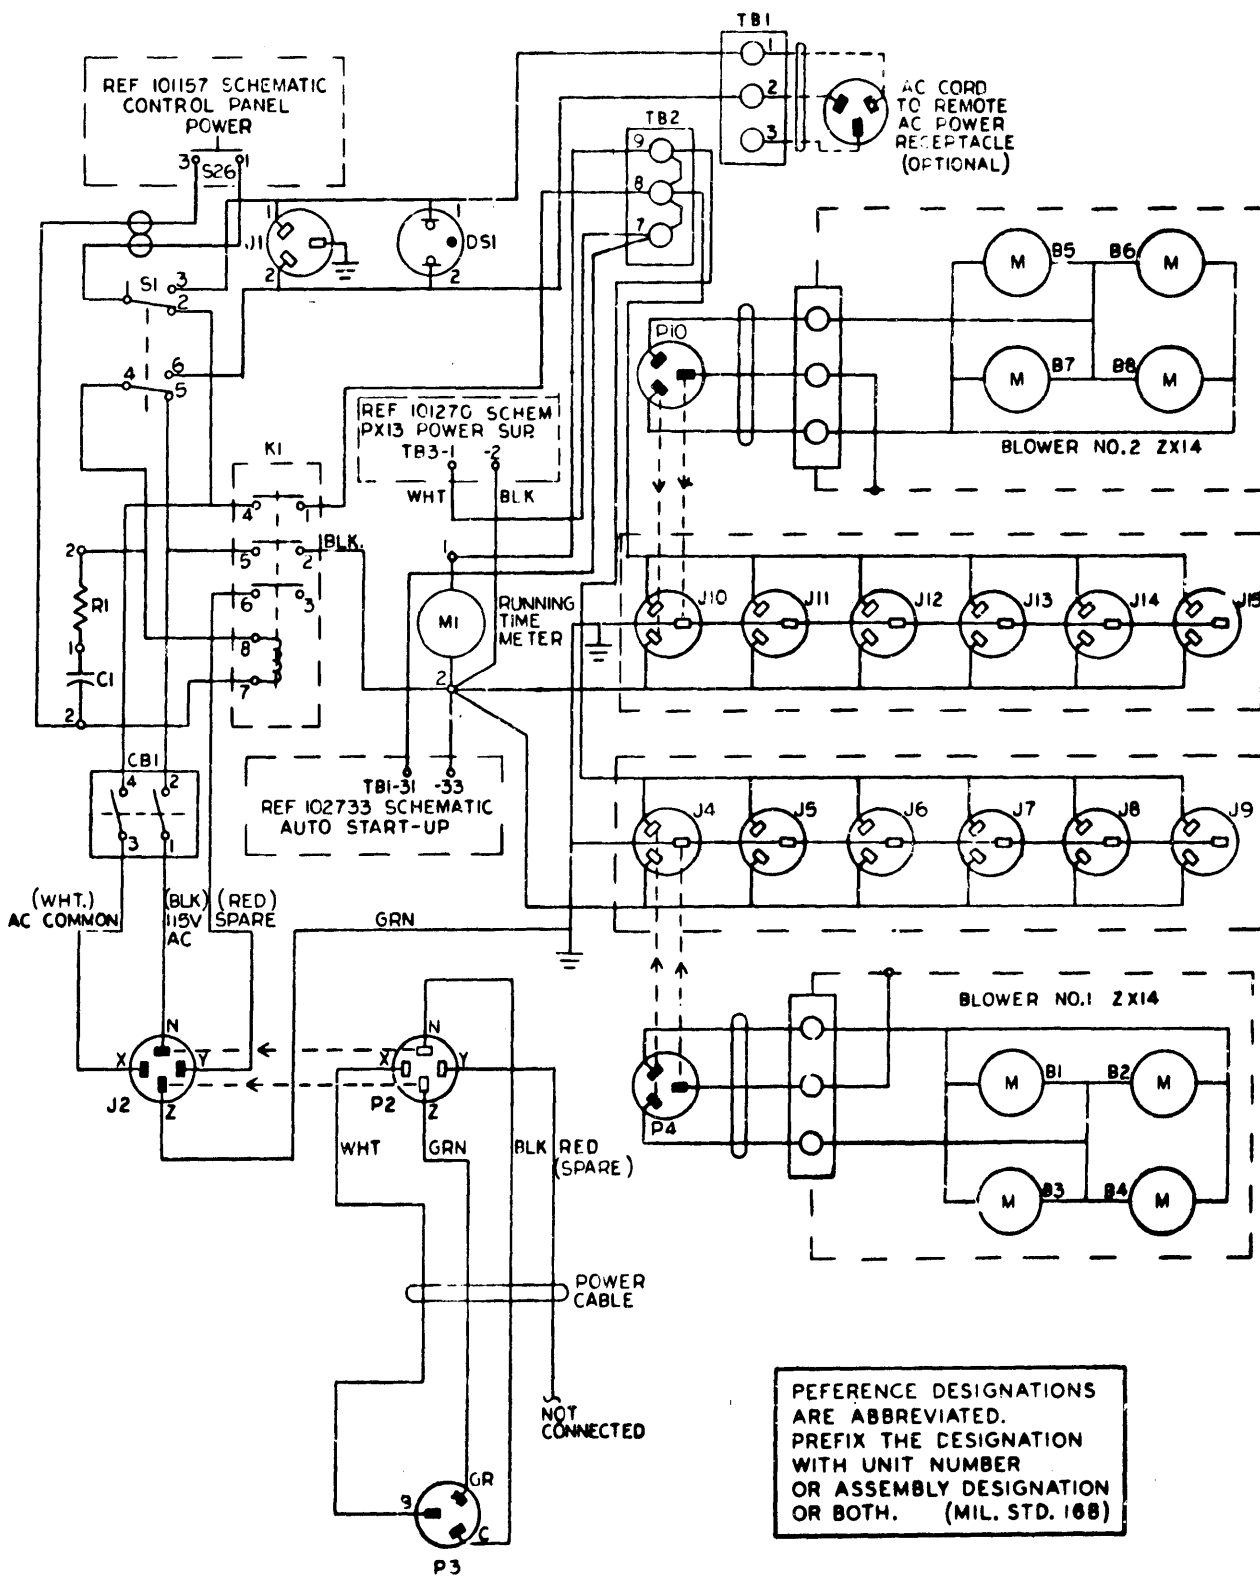 TB1
1
2
3
AC CORD
TO REMOTE
AC POWER
RECEPTACLE
(OPTIONAL)
REF 101157 SCHEMATIC
CONTROL PANEL
POWER
3
S26
1
TB2
9
8
7
1
J1
2
1
DS1
2
S1
3
2
4
6
5
P10
B5
B6
B7
B8
M
M
M
M
BLOWER NO.2 ZX14
REF 101270 SCHEM
PX13 POWER SUP.
TB3-1
-2
WHT
BLK
K1
4
1
5
2
BLK.
6
3
8
7
2
R1
1
C1
2
1
M1
2
RUNNING
TIME
METER
J10
J11
J12
J13
J14
J15
CB1
4
2
3
1
TB1-31
-33
REF 102733 SCHEMATIC
AUTO START-UP
J4
J5
J6
J7
J8
J9
(WHT.)
AC COMMON
(BLK)
115V
AC
(RED)
SPARE
GRN
N
X
Y
Z
J2
N
X
Y
Z
P2
P4
BLOWER NO.1 ZX14
B1
B2
B3
B4
M
M
M
M
WHT
GRN
BLK
RED
(SPARE)
POWER
CABLE
NOT
CONNECTED
GR
C
P3
PEFERENCE DESIGNATIONS
ARE ABBREVIATED.
PREFIX THE DESIGNATION
WITH UNIT NUMBER
OR ASSEMBLY DESIGNATION
OR BOTH. (MIL. STD. 16B)